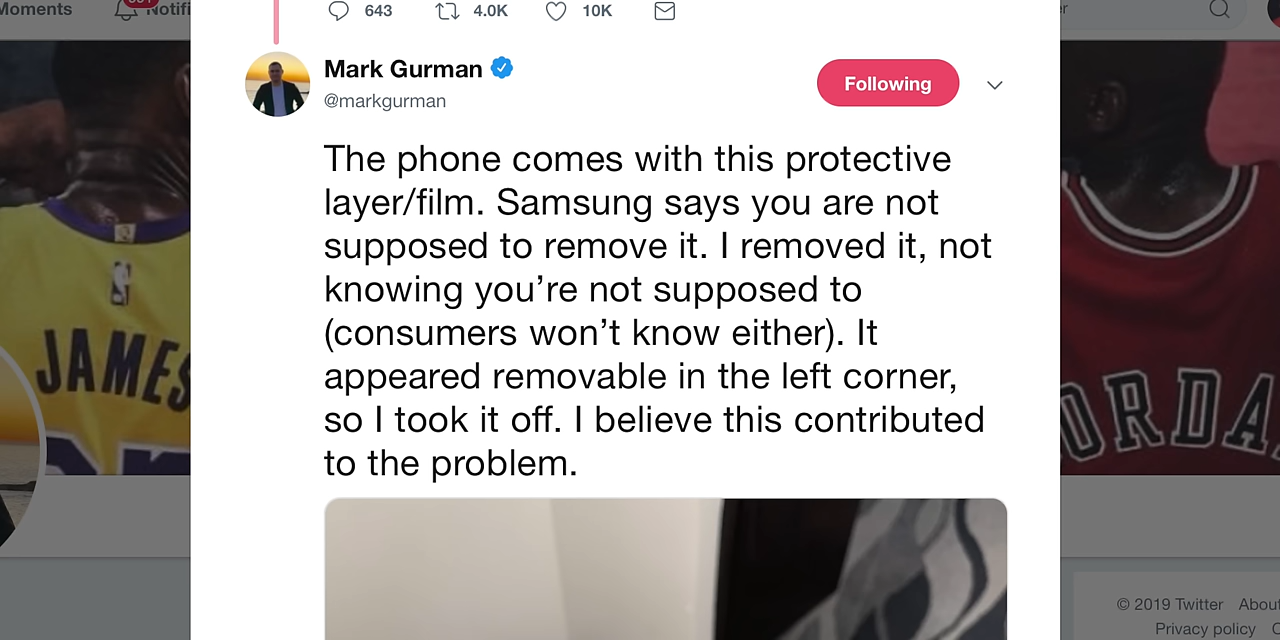 Moments
643 4.0K 10K
Mark Gurman
Following
@markgurman
The phone comes with this protective
layer/film. Samsung says you are not
supposed to remove it. I removed it, not
knowing you’re not supposed to
(consumers won’t know either). It
appeared removable in the left corner,
so I took it off. I believe this contributed
to the problem.
JAMES
ORDA
© 2019 Twitter Abou
Privacy policy